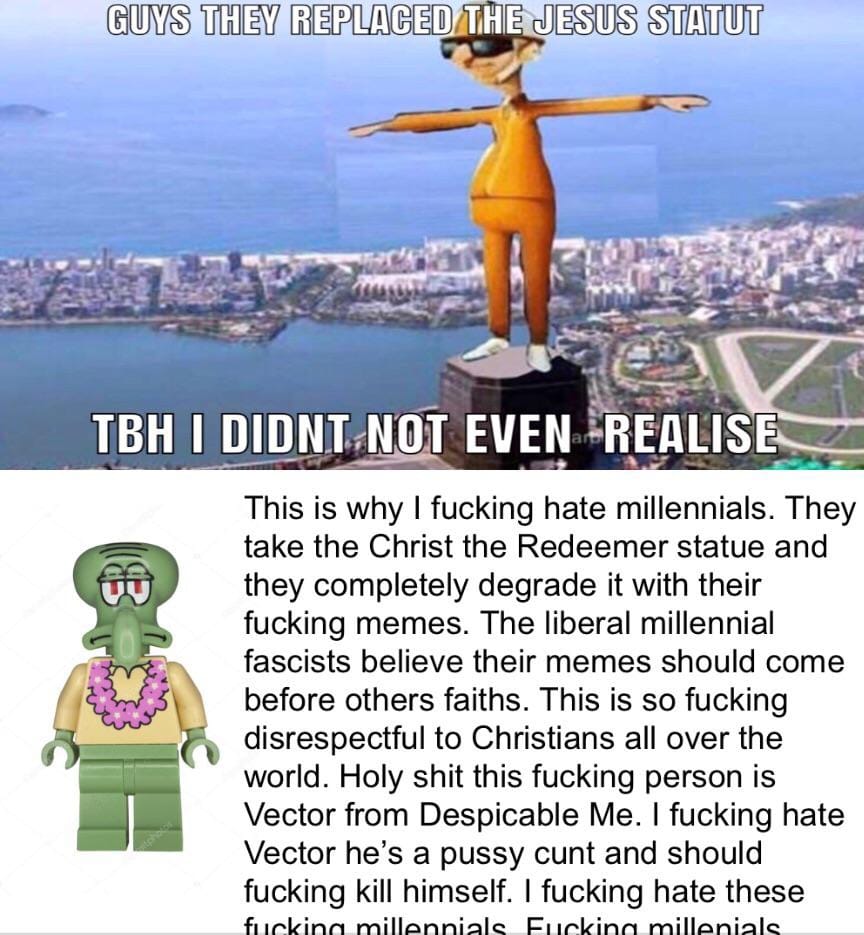 GUYS THEY REPLACED THE JESUS STATUT
TBH I DIDNT NOT EVEN REALISE
This is why I fucking hate millennials. They
take the Christ the Redeemer statue and
they completely degrade it with their
fucking memes. The liberal millennial
fascists believe their memes should come
before others faiths. This is so fucking
disrespectful to Christians all over the
world. Holy shit this fucking person is
Vector from Despicable Me. I fucking hate
Vector he’s a pussy cunt and should
fucking kill himself. I fucking hate these
fucking millennials. Fucking millenials